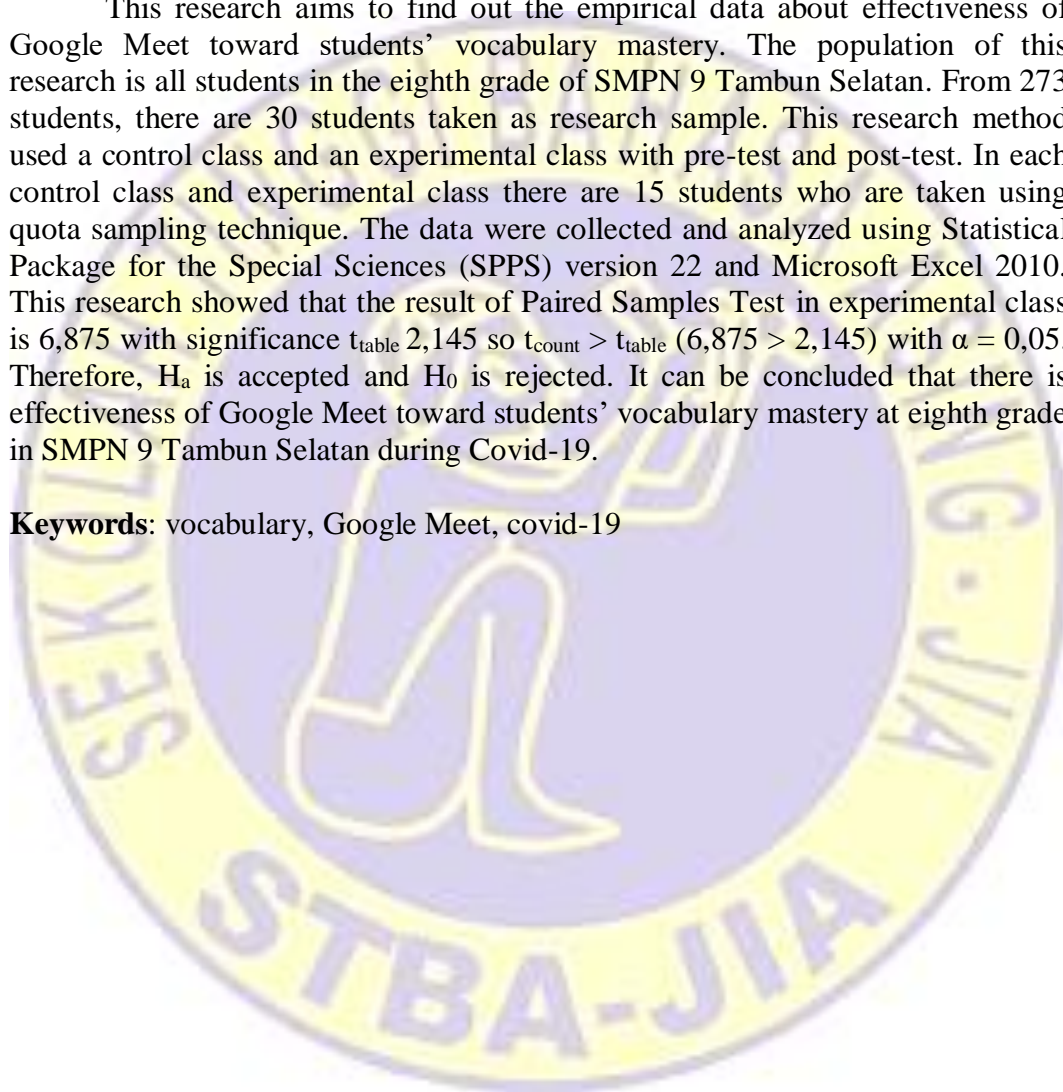 This research aims to find out the empirical data about effectiveness of
Google Meet toward students’ vocabulary mastery. The population of this
research is all students in the eighth grade of SMPN 9 Tambun Selatan. From 273
students, there are 30 students taken as research sample. This research method
used a control class and an experimental class with pre-test and post-test. In each
control class and experimental class there are 15 students who are taken using
quota sampling technique. The data were collected and analyzed using Statistical
Package for the Special Sciences (SPPS) version 22 and Microsoft Excel 2010.
This research showed that the result of Paired Samples Test in experimental class
is 6,875 with significance t_table 2,145 so t_count > t_table (6,875 > 2,145) with α = 0,05.
Therefore, Hₐ is accepted and H₀ is rejected. It can be concluded that there is
effectiveness of Google Meet toward students’ vocabulary mastery at eighth grade
in SMPN 9 Tambun Selatan during Covid-19.
Keywords: vocabulary, Google Meet, covid-19
STBA-JIA